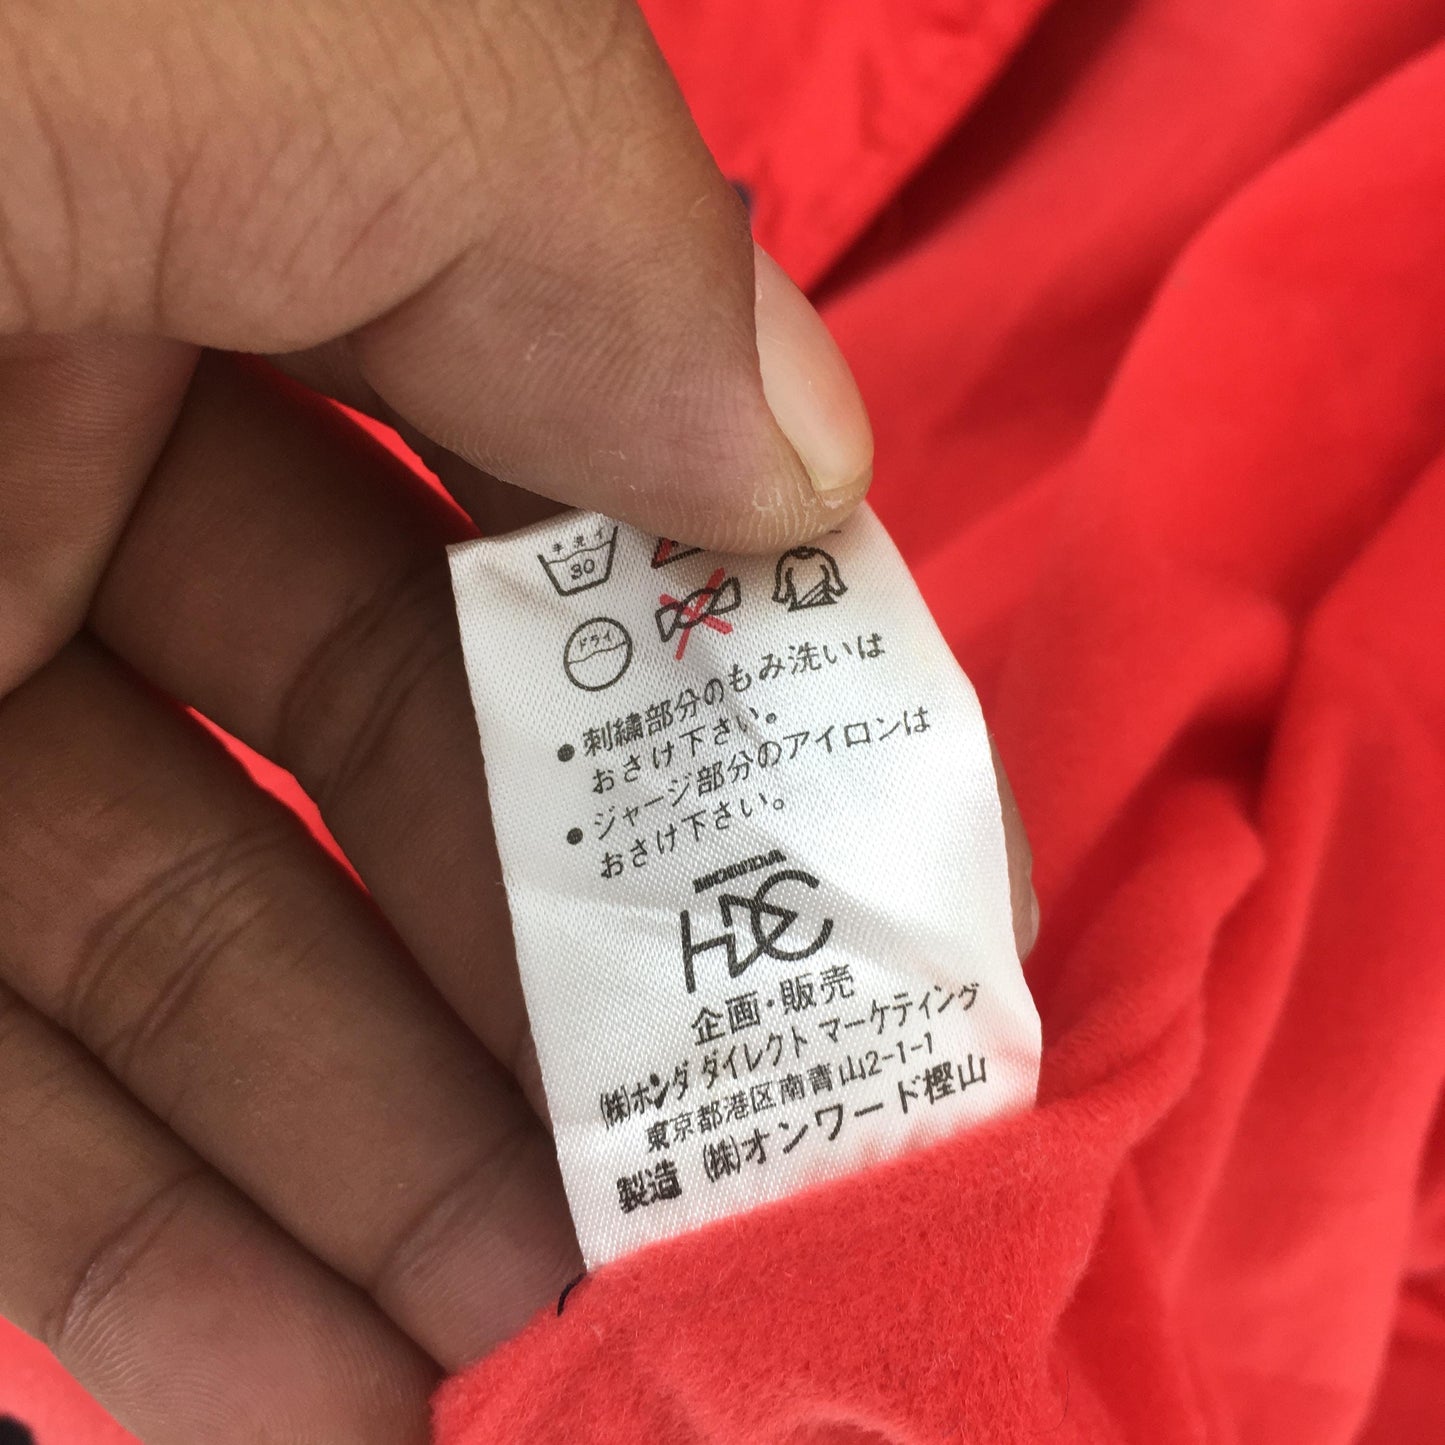 ネ洗イ
30
ドライ
●刺繍部分のもみ洗いは
おさけ下さい。
●ジャージ部分のアイロンは
おさけ下さい。
企画・販売
㈱ホンダ ダイレクト マーケティング
東京都港区南青山2-1-1
製造 ㈱オンワード樫山